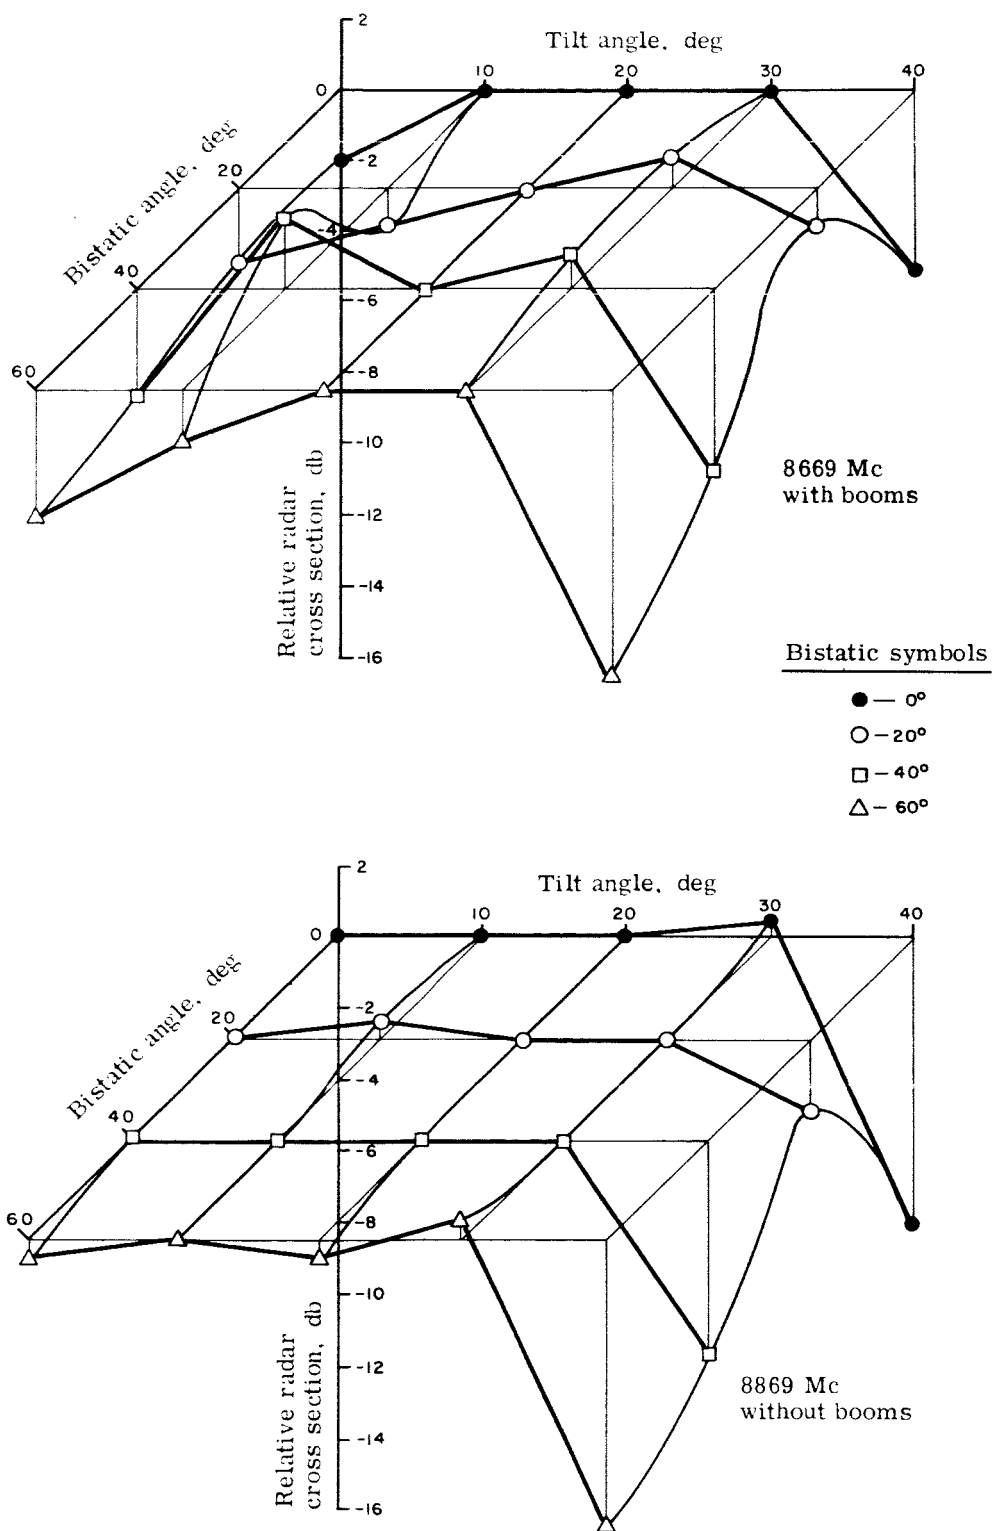 2
Tilt angle, deg
10 20 30 40
0
Bistatic angle, deg
20
40
60
-2
-4
-6
-8
-10
-12
-14
-16
Relative radar
cross section, db
8669 Mc
with booms
Bistatic symbols
— 0°
— 20°
— 40°
— 60°
2
Tilt angle, deg
10 20 30 40
0
Bistatic angle, deg
20
40
60
-2
-4
-6
-8
-10
-12
-14
-16
Relative radar
cross section, db
8869 Mc
without booms